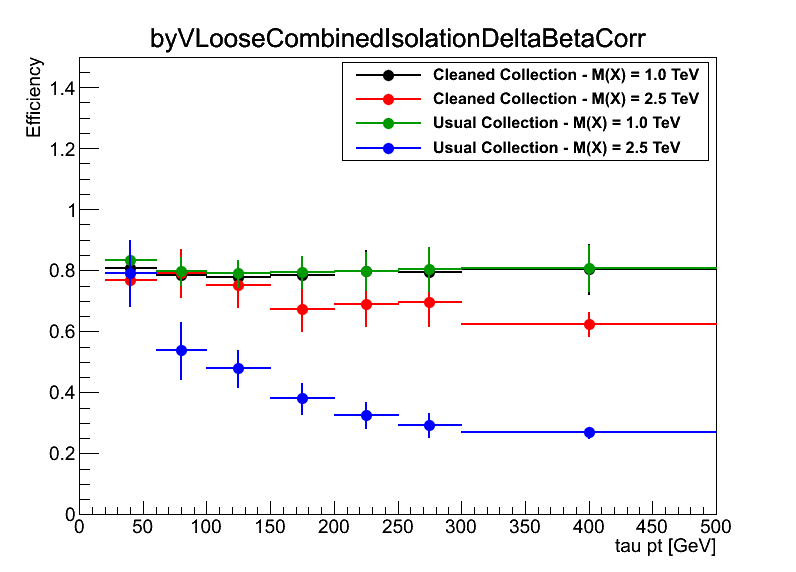 byVLooseCombinedIsolationDeltaBetaCorr
Efficiency
Cleaned Collection - M(X) = 1.0 TeV
Cleaned Collection - M(X) = 2.5 TeV
Usual Collection - M(X) = 1.0 TeV
Usual Collection - M(X) = 2.5 TeV
1.4
1.2
1
0.8
0.6
0.4
0.2
0
0 50 100 150 200 250 300 350 400 450 500
tau pt [GeV]